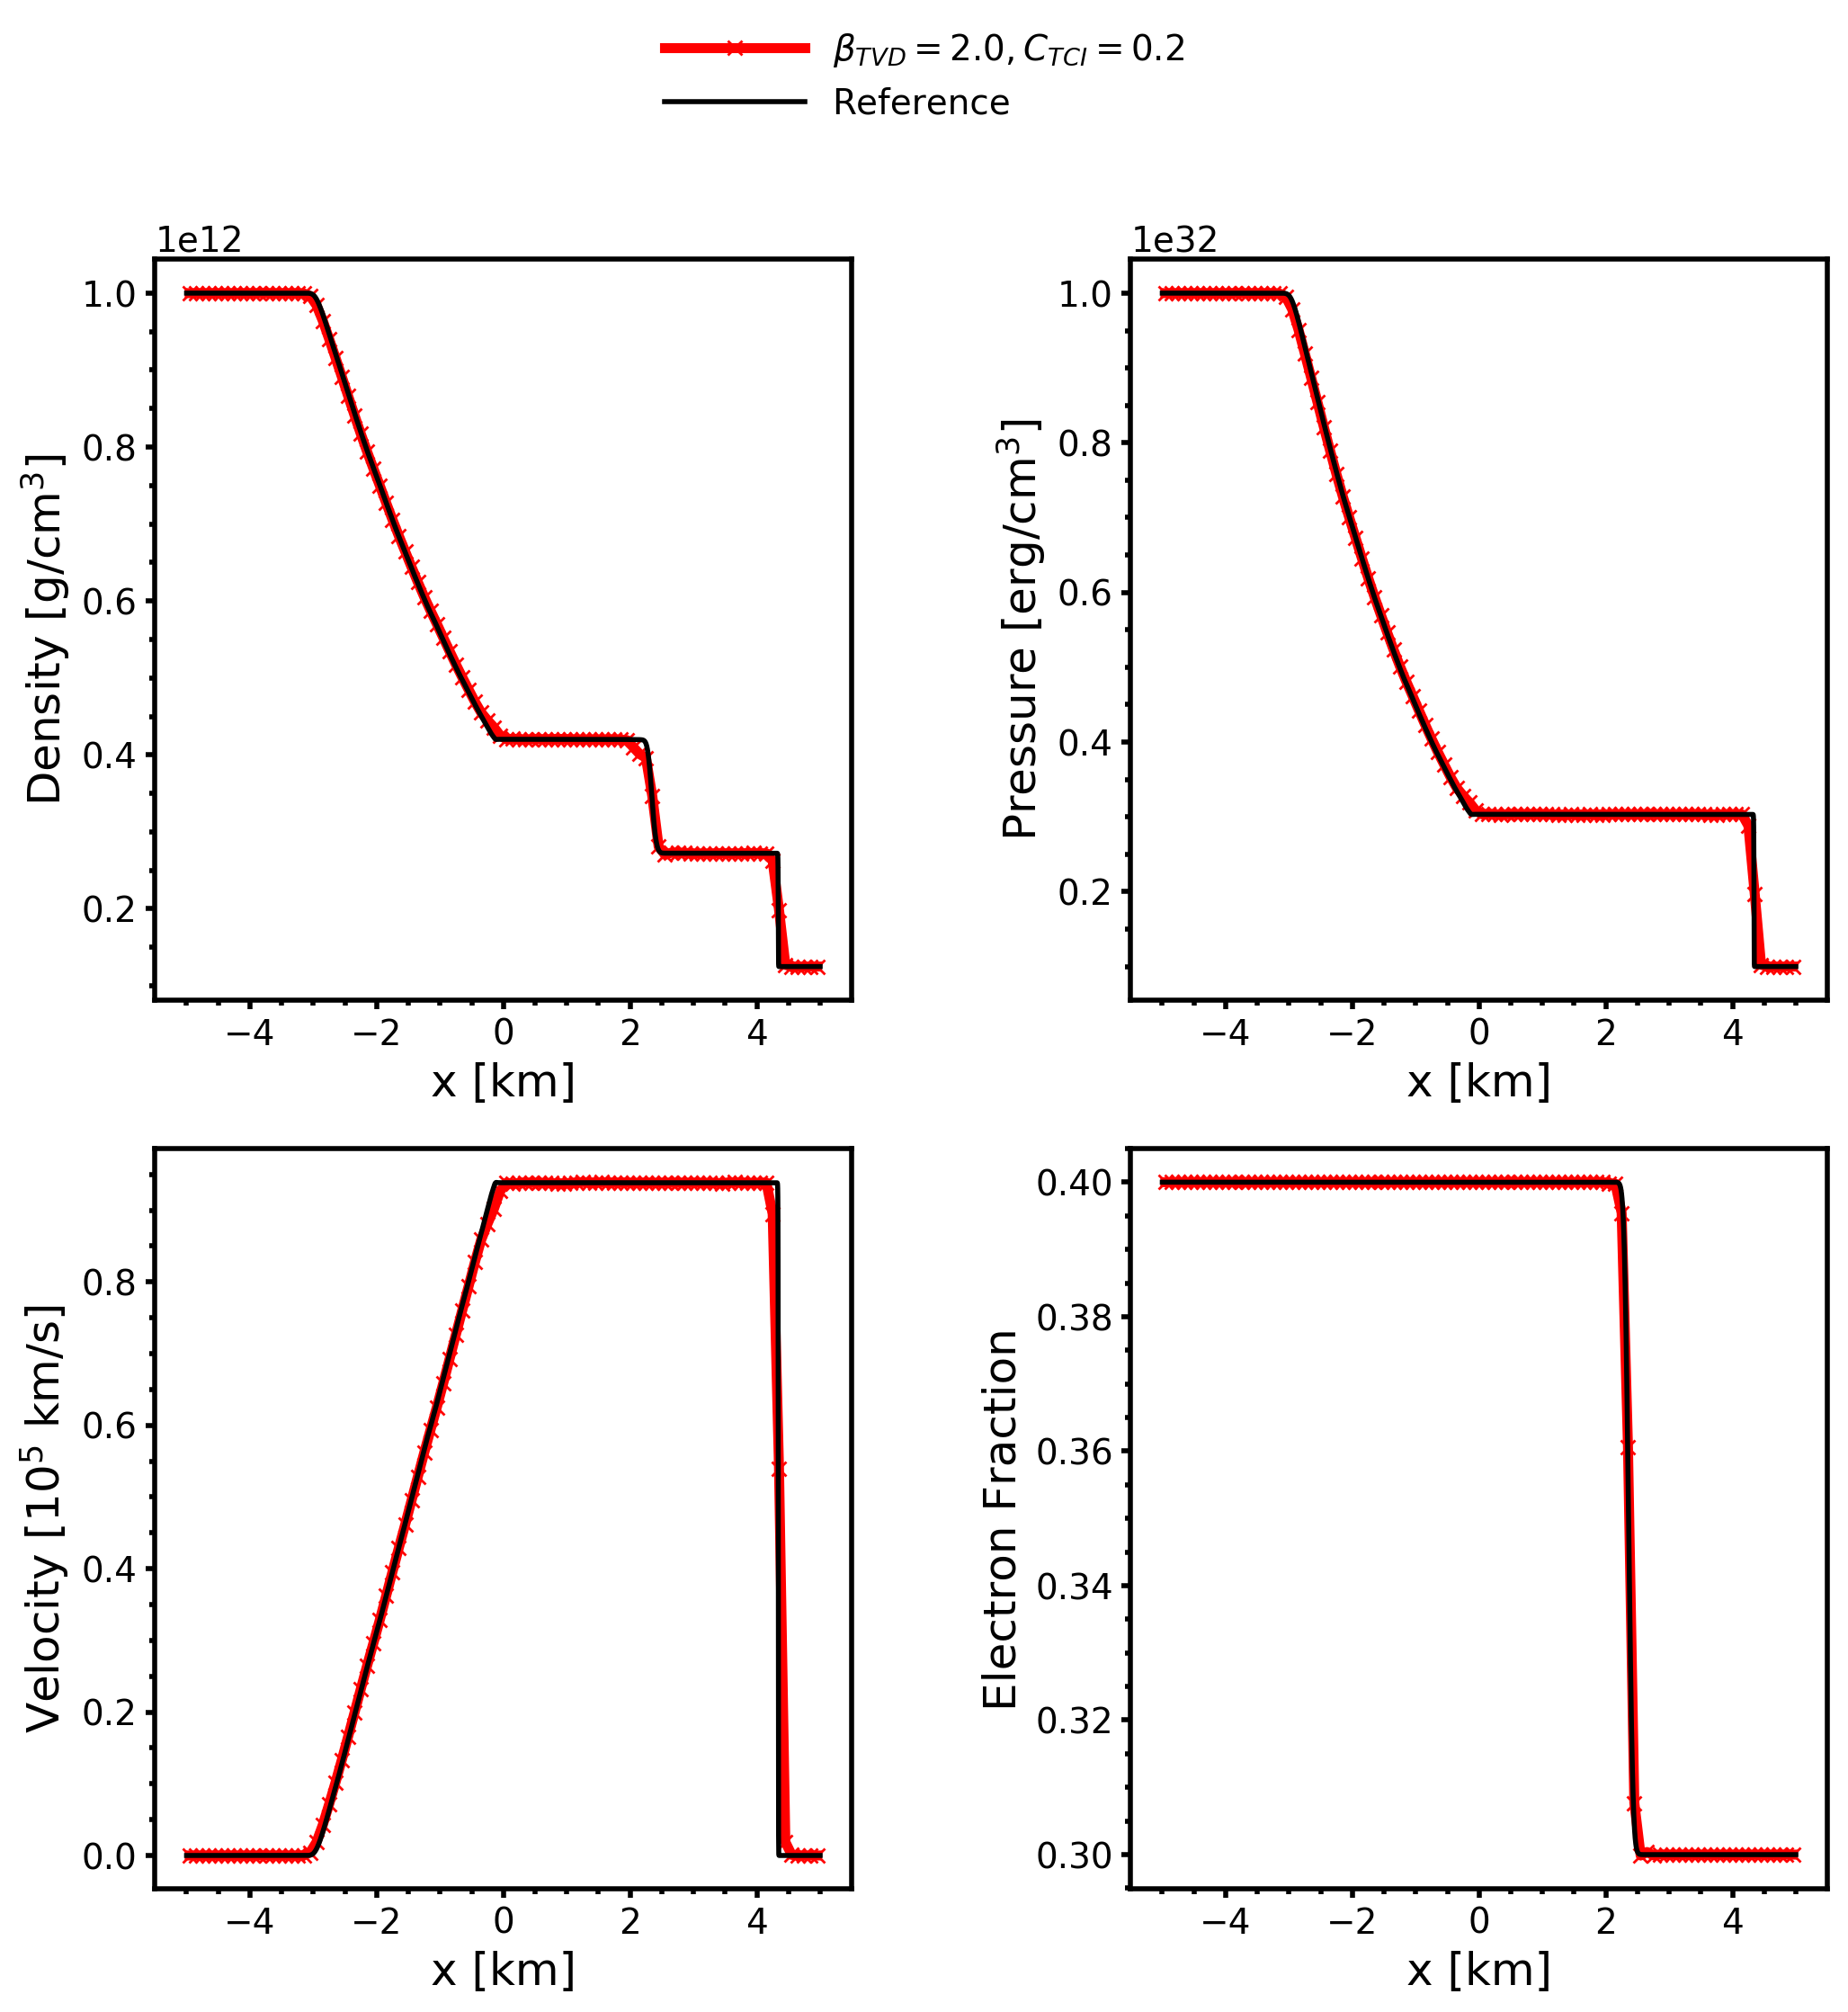 β_TVD = 2.0, C_TCI = 0.2
Reference
1e12
Density [g/cm³]
1.0
0.8
0.6
0.4
0.2
−4 −2 0 2 4
x [km]
1e32
Pressure [erg/cm³]
1.0
0.8
0.6
0.4
0.2
−4 −2 0 2 4
x [km]
Velocity [10⁵ km/s]
0.8
0.6
0.4
0.2
0.0
−4 −2 0 2 4
x [km]
Electron Fraction
0.40
0.38
0.36
0.34
0.32
0.30
−4 −2 0 2 4
x [km]